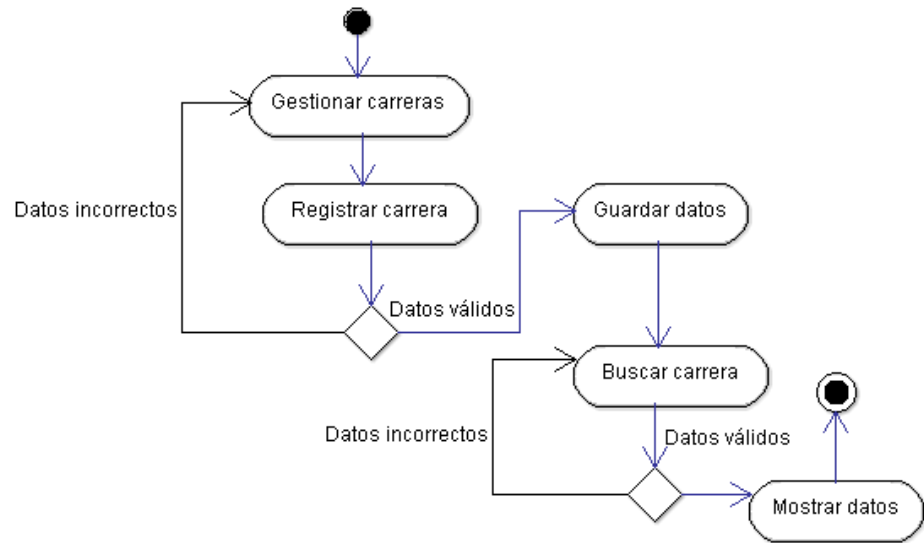 Gestionar carreras
Datos incorrectos
Registrar carrera
Guardar datos
Datos válidos
Buscar carrera
Datos incorrectos
Datos válidos
Mostrar datos